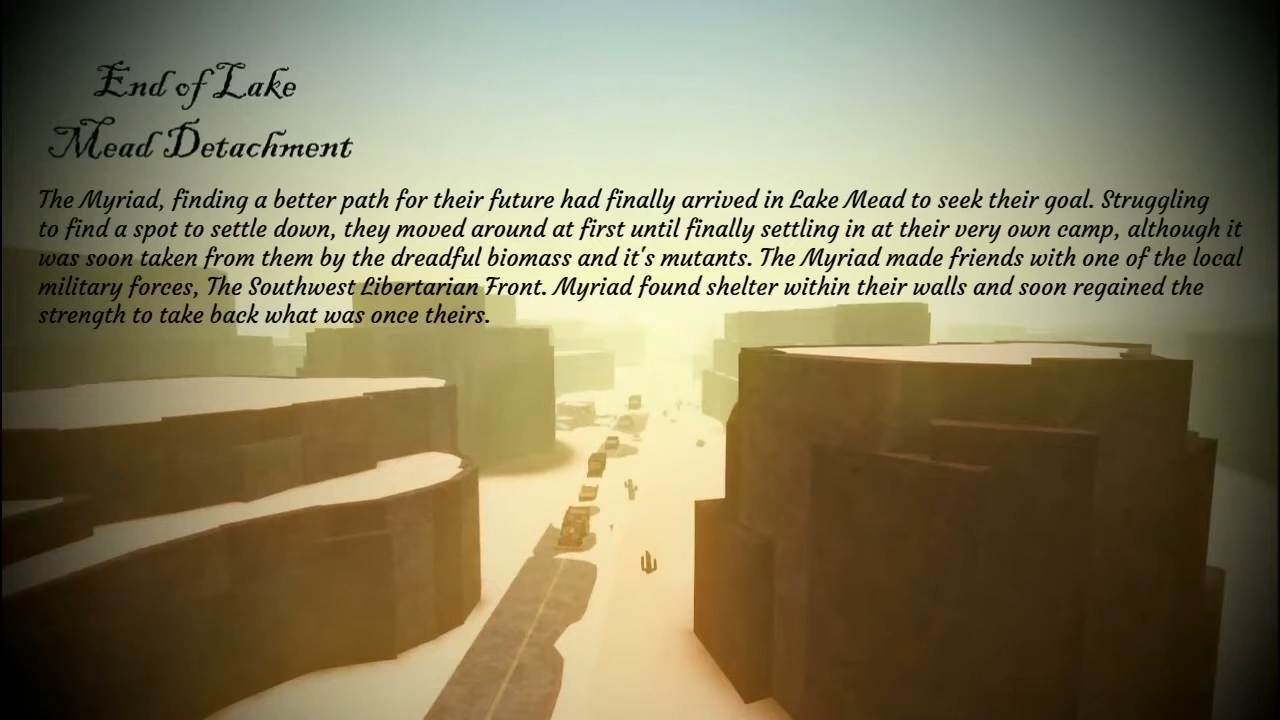 End of Lake
Mead Detachment
The Myriad, finding a better path for their future had finally arrived in Lake Mead to seek their goal. Struggling
to find a spot to settle down, they moved around at first until finally settling in at their very own camp, although it
was soon taken from them by the dreadful biomass and it's mutants. The Myriad made friends with one of the local
military forces, The Southwest Libertarian Front. Myriad found shelter within their walls and soon regained the
strength to take back what was once theirs.